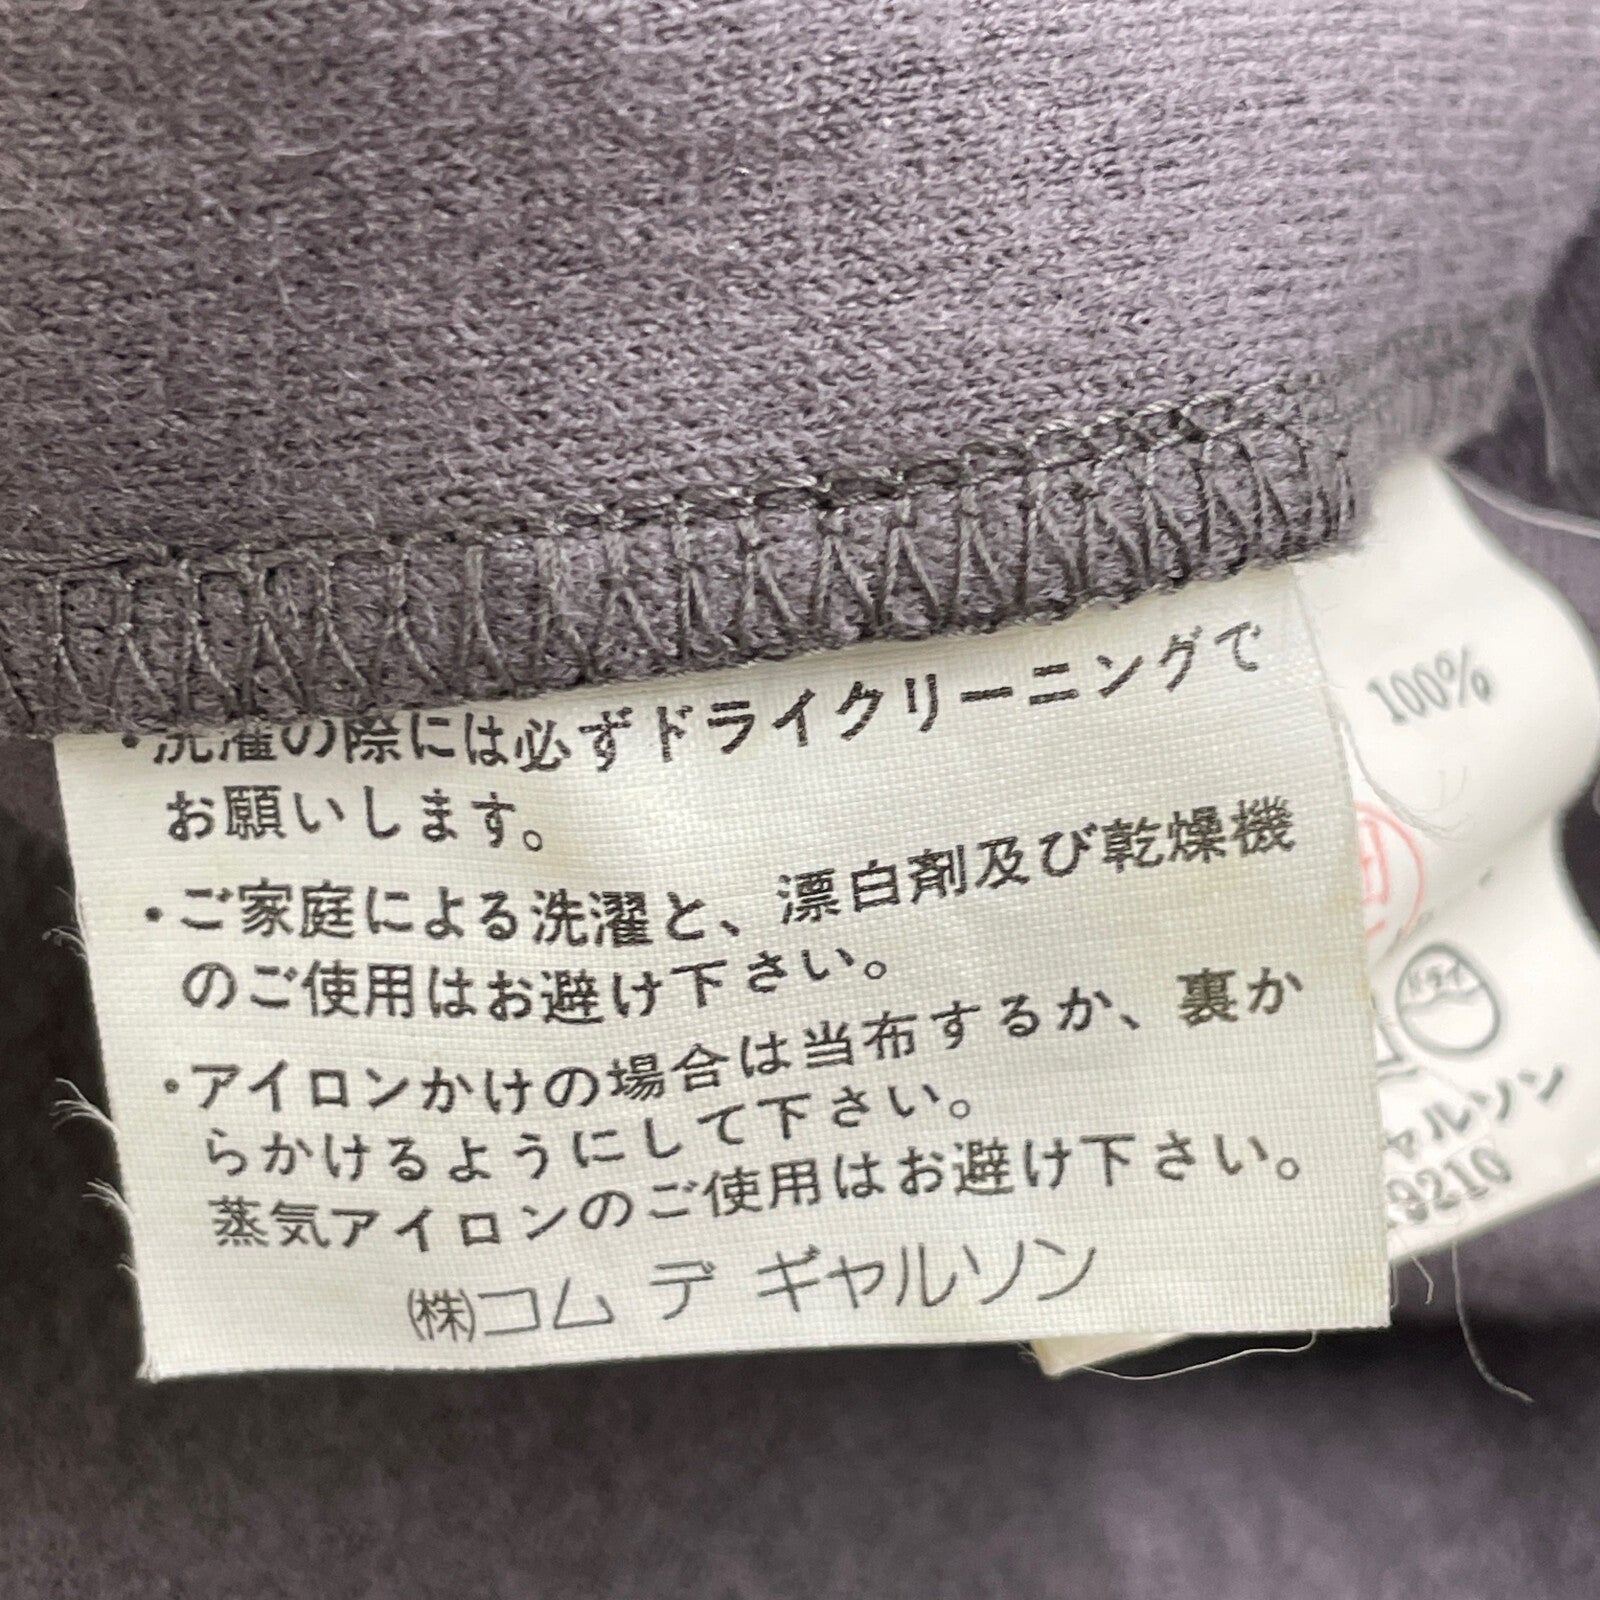 ・洗濯の際には必ずドライクリーニングで
お願いします。
・ご家庭による洗濯と、漂白剤及び乾燥機
のご使用はお避け下さい。
・アイロンかけの場合は当布するか、裏か
らかけるようにして下さい。
蒸気アイロンのご使用はお避け下さい。
㈱コム デ ギャルソン
100%
ドライ
ャルソン
9210